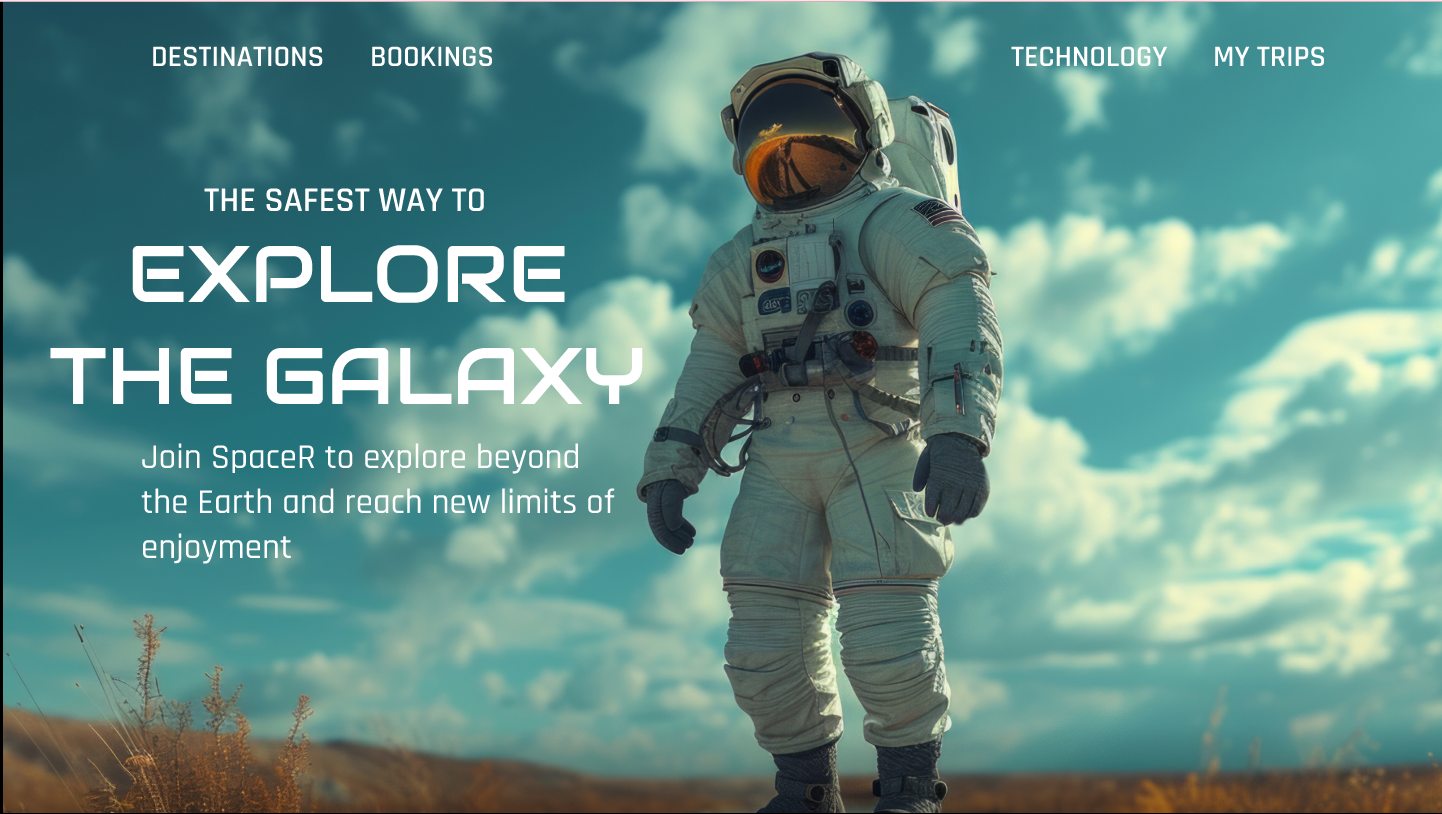 DESTINATIONS
BOOKINGS
TECHNOLOGY
MY TRIPS
THE SAFEST WAY TO
EXPLORE
THE GALAXY
Join SpaceR to explore beyond
the Earth and reach new limits of
enjoyment